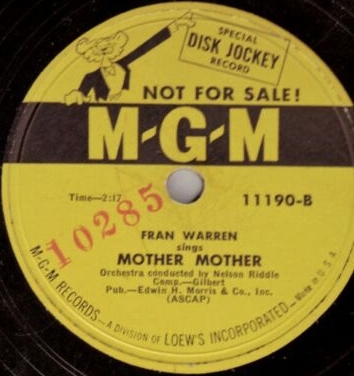 SPECIAL
DISK JOCKEY
RECORD
NOT FOR SALE!
M-G-M
Time—2:17
11190-B
10285
FRAN WARREN
sings
MOTHER MOTHER
Orchestra conducted by Nelson Riddle
Comp.—Gilbert
Pub.—Edwin H. Morris & Co., Inc.
(ASCAP)
M-G-M RECORDS—A DIVISION OF LOEW'S INCORPORATED—Made in U.S.A.